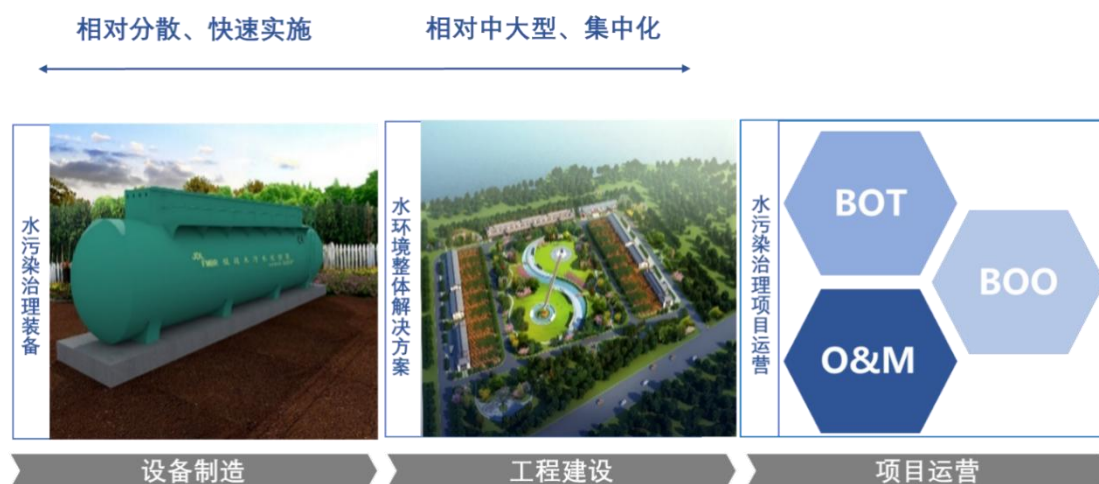 相对分散、快速实施
相对中大型、集中化
水污染治理装备
水环境整体解决方案
水污染治理项目运营
BOT
BOO
O&M
设备制造
工程建设
项目运营